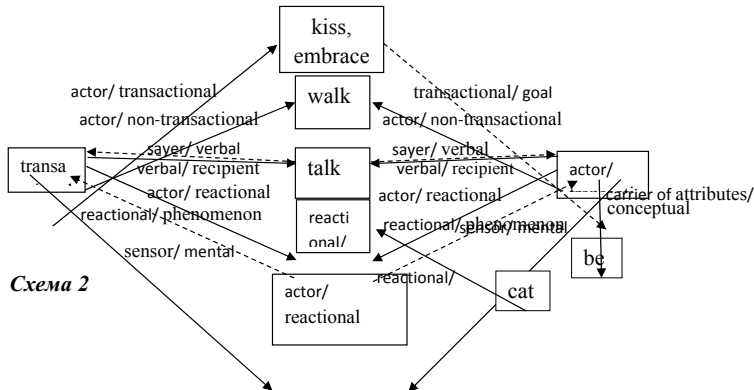 kiss,
embrace
actor/ transactional
transactional/ goal
walk
actor/ non-transactional
actor/ non-transactional
sayer/ verbal
sayer/ verbal
transa
talk
actor/
verbal/ recipient
verbal/ recipient
actor/ reactional
actor/ reactional
carrier of attributes/
conceptual
reactional/ phenomenon
reacti
onal/
reactional/ phenomenon
sensor/ mental
sensor/ mental
be
Схема 2
actor/
reactional
reactional/
cat